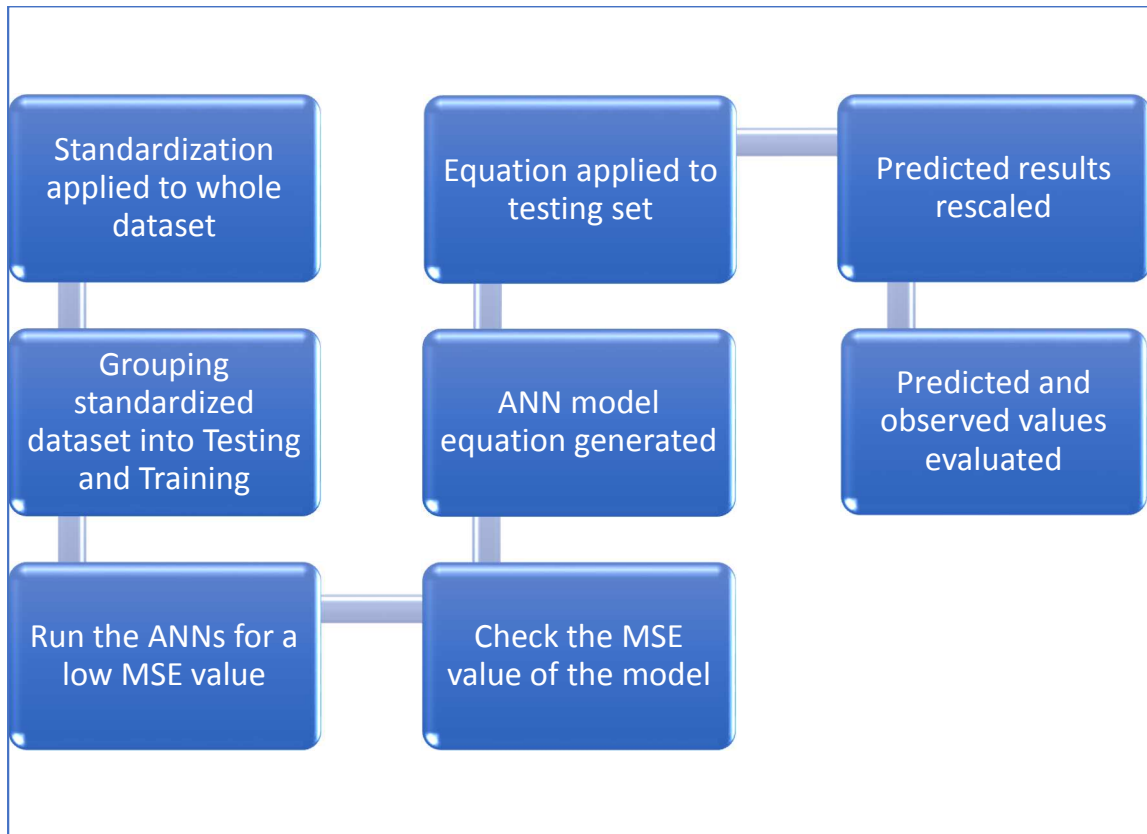 Standardization
applied to whole
dataset
Grouping
standardized
dataset into Testing
and Training
Run the ANNs for a
low MSE value
Check the MSE
value of the model
ANN model
equation generated
Equation applied to
testing set
Predicted results
rescaled
Predicted and
observed values
evaluated